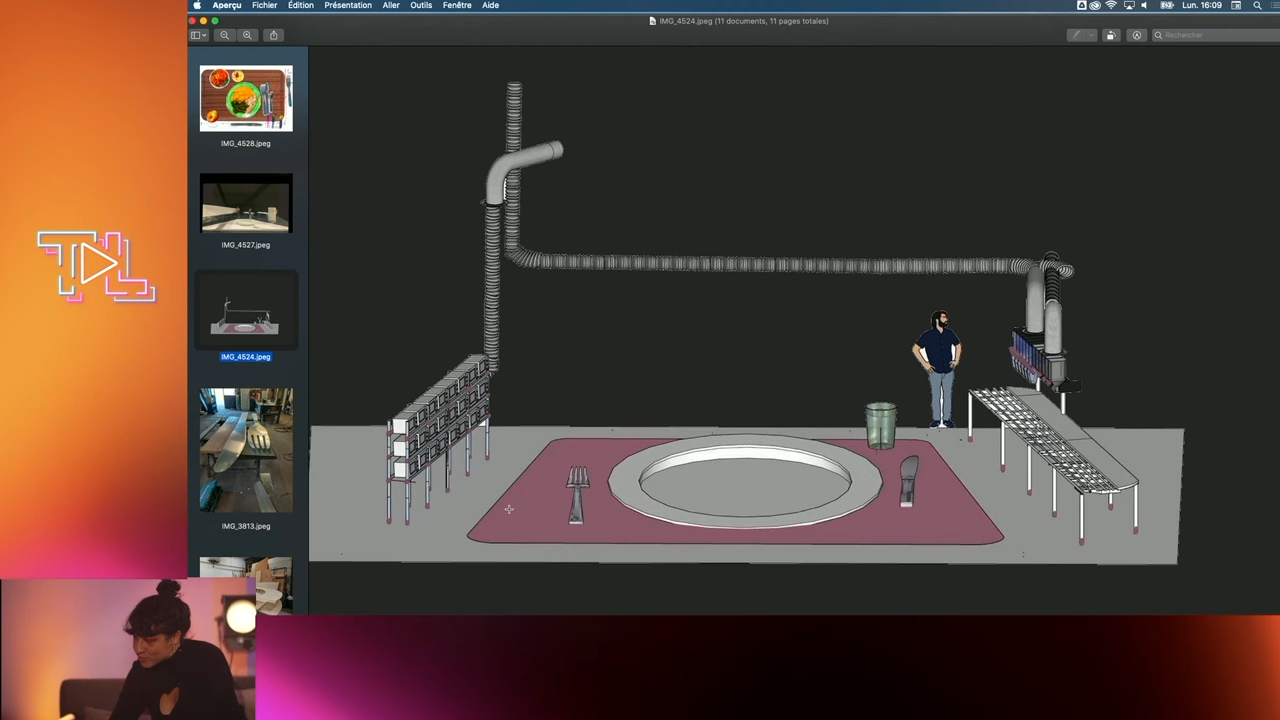 Aperçu Fichier Édition Présentation Aller Outils Fenêtre Aide
Lun. 16:09
IMG_4524.jpeg (11 documents, 11 pages totales)
Rechercher
IMG_4528.jpeg
IMG_4527.jpeg
IMG_4524.jpeg
IMG_3813.jpeg